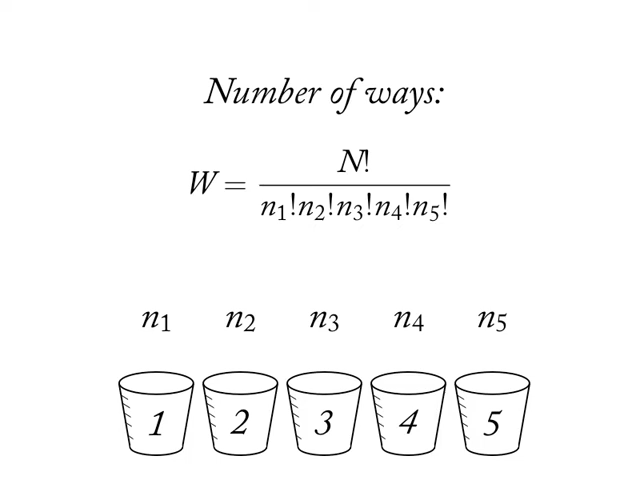 Number of ways:
W = N! / n₁!n₂!n₃!n₄!n₅!
n₁ n₂ n₃ n₄ n₅
1 2 3 4 5